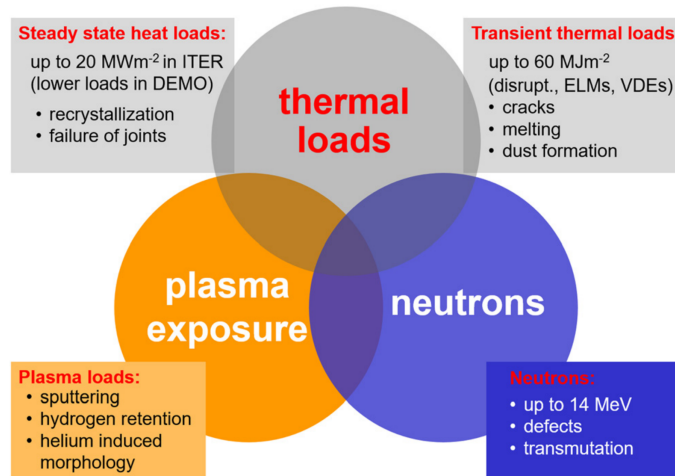 Steady state heat loads:
up to 20 MWm⁻² in ITER
(lower loads in DEMO)
• recrystallization
• failure of joints
Transient thermal loads
up to 60 MJm⁻²
(disrupt., ELMs, VDEs)
• cracks
• melting
• dust formation
thermal
loads
plasma
exposure
neutrons
Plasma loads:
• sputtering
• hydrogen retention
• helium induced
morphology
Neutrons:
• up to 14 MeV
• defects
• transmutation